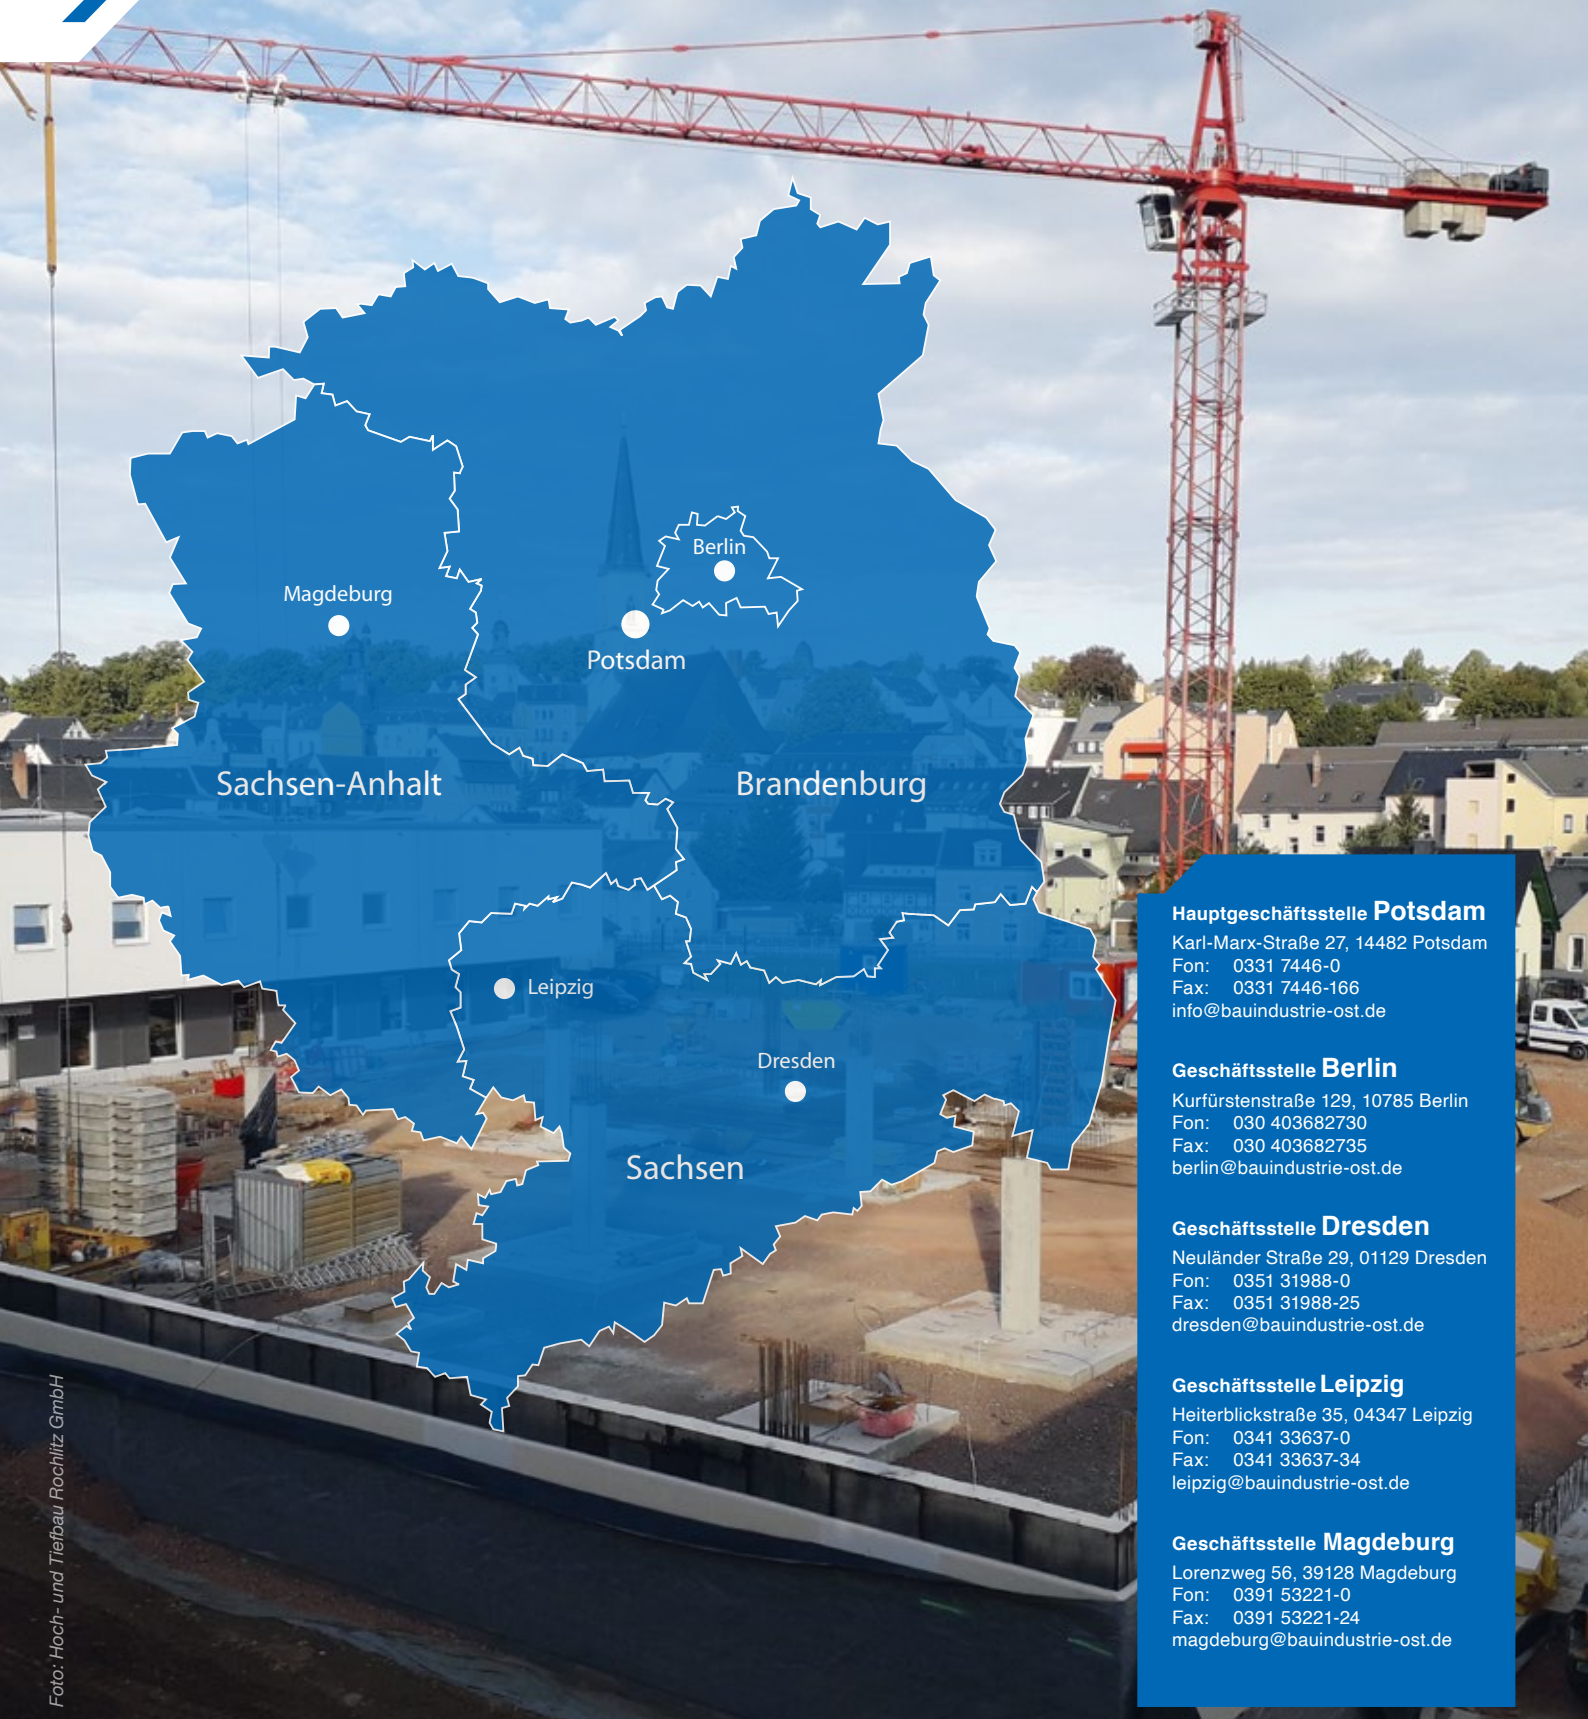 Berlin
Magdeburg
Potsdam
Sachsen-Anhalt
Brandenburg
Leipzig
Dresden
Sachsen
Hauptgeschäftsstelle Potsdam
Karl-Marx-Straße 27, 14482 Potsdam
Fon: 0331 7446-0
Fax: 0331 7446-166
info@bauindustrie-ost.de
Geschäftsstelle Berlin
Kurfürstenstraße 129, 10785 Berlin
Fon: 030 403682730
Fax: 030 403682735
berlin@bauindustrie-ost.de
Geschäftsstelle Dresden
Neuländer Straße 29, 01129 Dresden
Fon: 0351 31988-0
Fax: 0351 31988-25
dresden@bauindustrie-ost.de
Geschäftsstelle Leipzig
Heiterblickstraße 35, 04347 Leipzig
Fon: 0341 33637-0
Fax: 0341 33637-34
leipzig@bauindustrie-ost.de
Geschäftsstelle Magdeburg
Lorenzweg 56, 39128 Magdeburg
Fon: 0391 53221-0
Fax: 0391 53221-24
magdeburg@bauindustrie-ost.de
Foto: Hoch- und Tiefbau Rochlitz GmbH